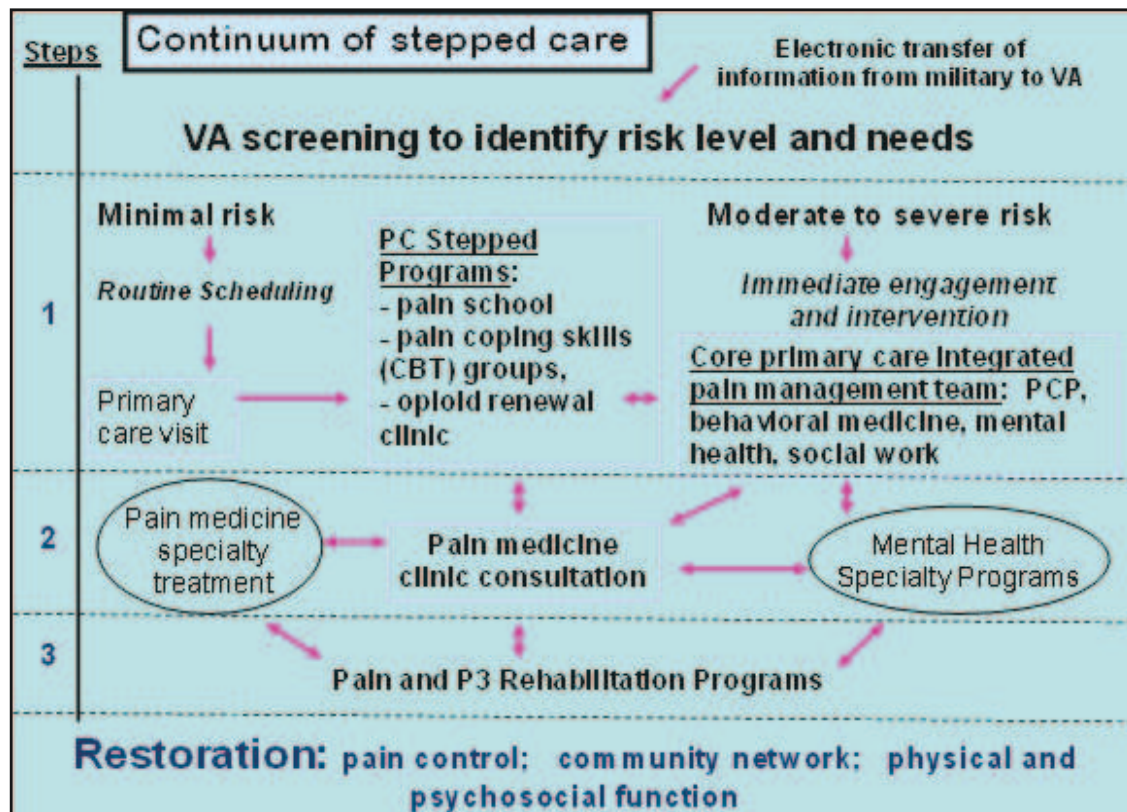 Steps
Continuum of stepped care
Electronic transfer of
information from military to VA
VA screening to identify risk level and needs
1
Minimal risk
Routine Scheduling
Primary
care visit
PC Stepped
Programs:
- pain school
- pain coping skills
(CBT) groups,
- opioid renewal
clinic
Moderate to severe risk
Immediate engagement
and intervention
Core primary care integrated
pain management team: PCP,
behavioral medicine, mental
health, social work
2
Pain medicine
specialty
treatment
Pain medicine
clinic consultation
Mental Health
Specialty Programs
3
Pain and P3 Rehabilitation Programs
Restoration: pain control; community network; physical and
psychosocial function